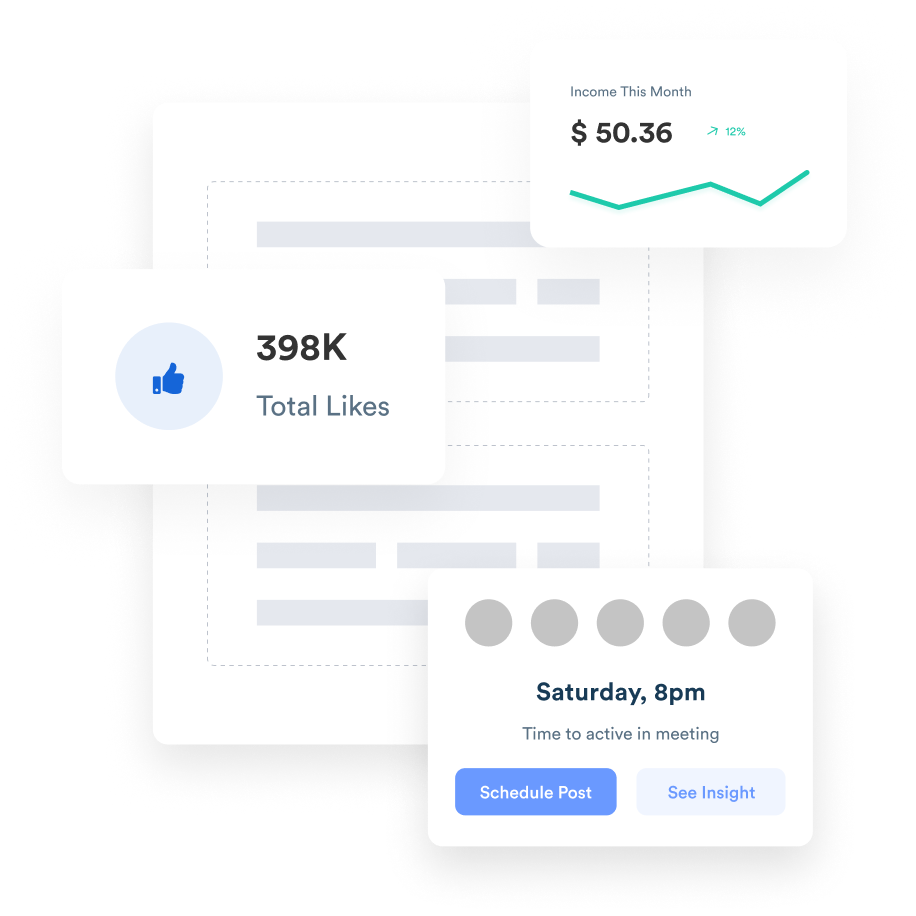 Income This Month
$ 50.36
12%
398K
Total Likes
Saturday, 8pm
Time to active in meeting
Schedule Post
See Insight